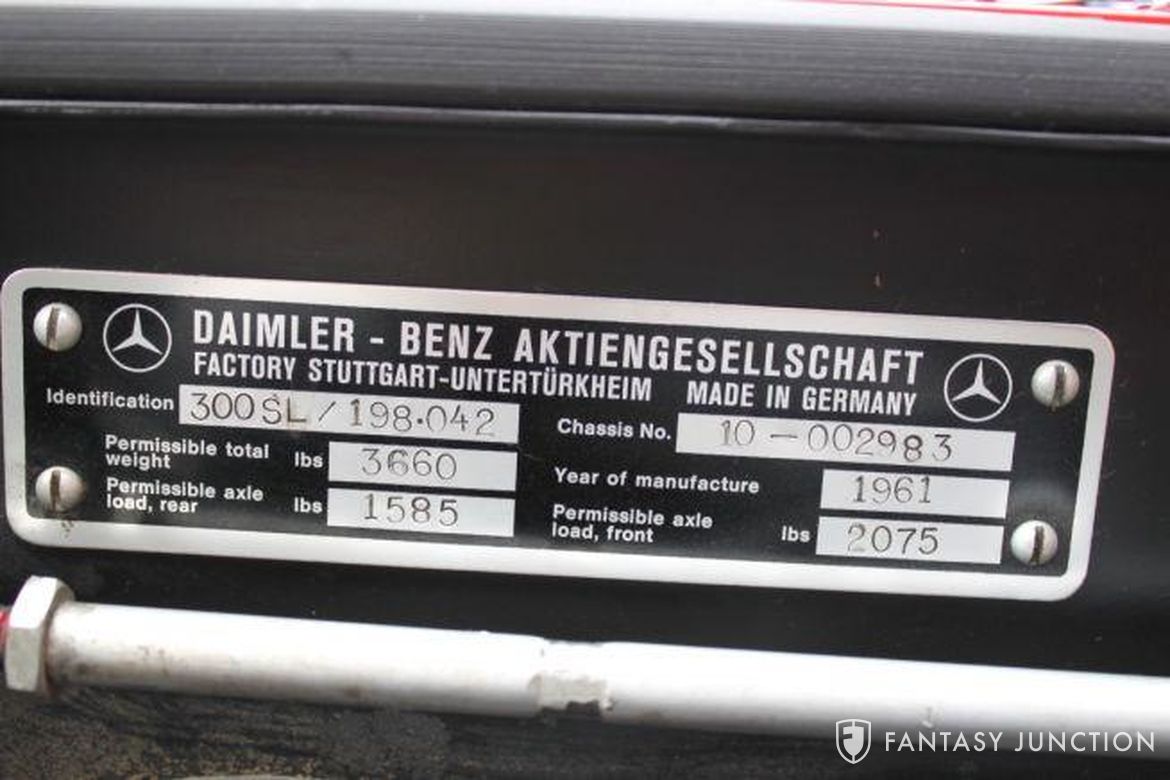 DAIMLER - BENZ AKTIENGESELLSCHAFT
FACTORY STUTTGART-UNTERTÜRKHEIM MADE IN GERMANY
Identification 300SL/198.042 Chassis No. 10-002983
Permissible total weight lbs 3660 Year of manufacture 1961
Permissible axle load, rear lbs 1585 Permissible axle load, front lbs 2075
FANTASY JUNCTION